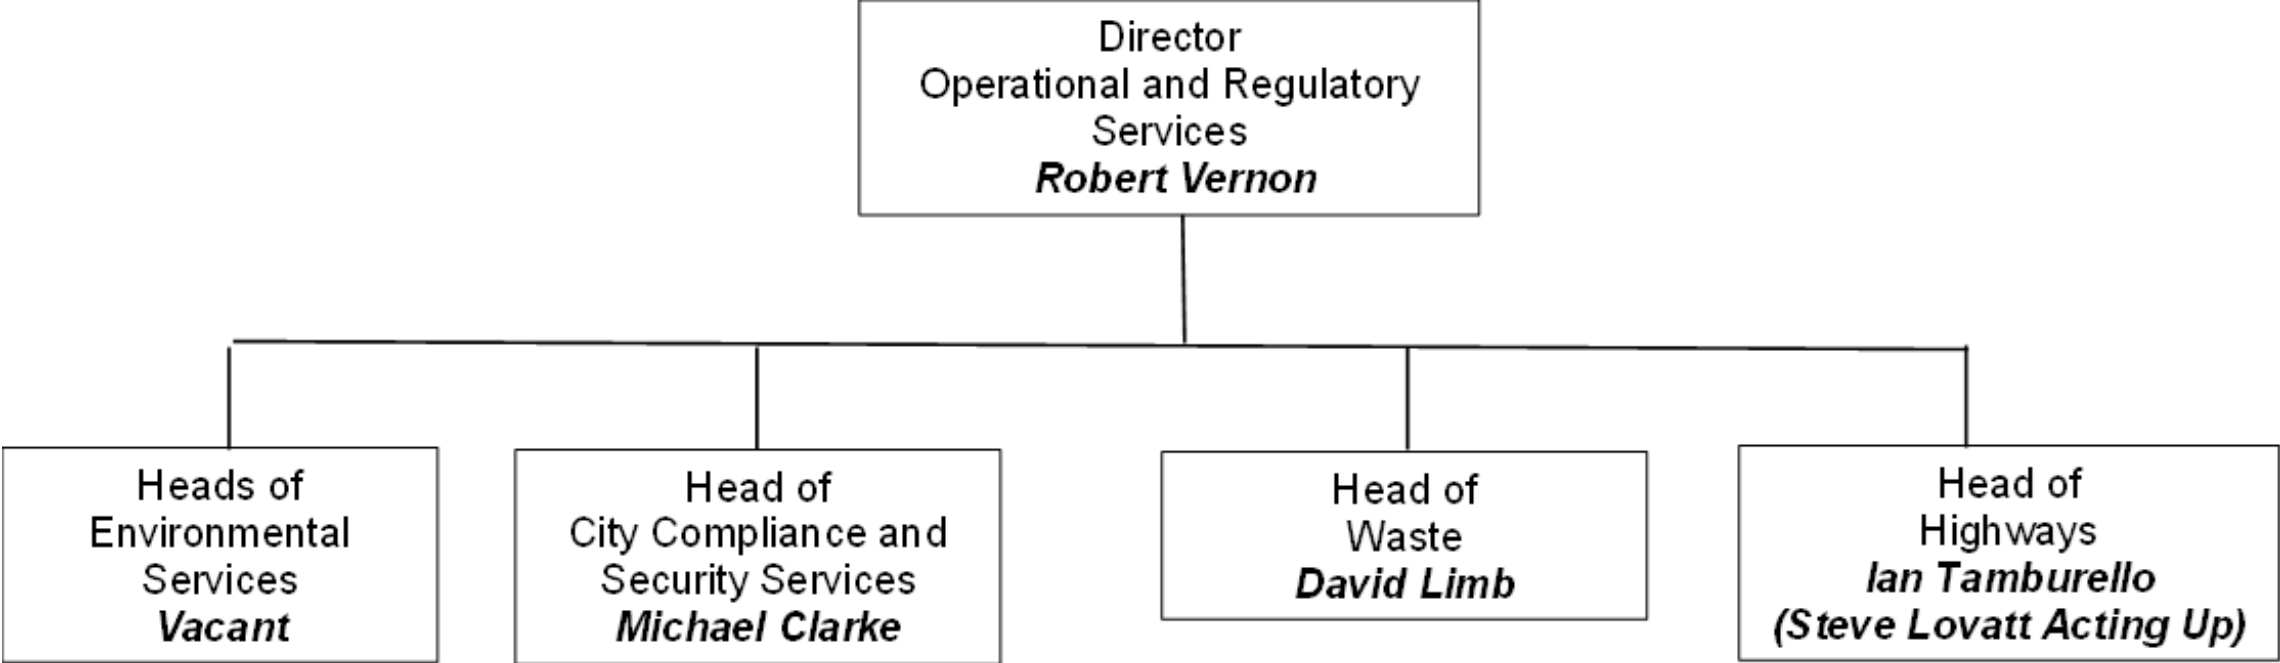 Director
Operational and Regulatory
Services
Robert Vernon
Heads of
Environmental
Services
Vacant
Head of
City Compliance and
Security Services
Michael Clarke
Head of
Waste
David Limb
Head of
Highways
Ian Tamburello
(Steve Lovatt Acting Up)